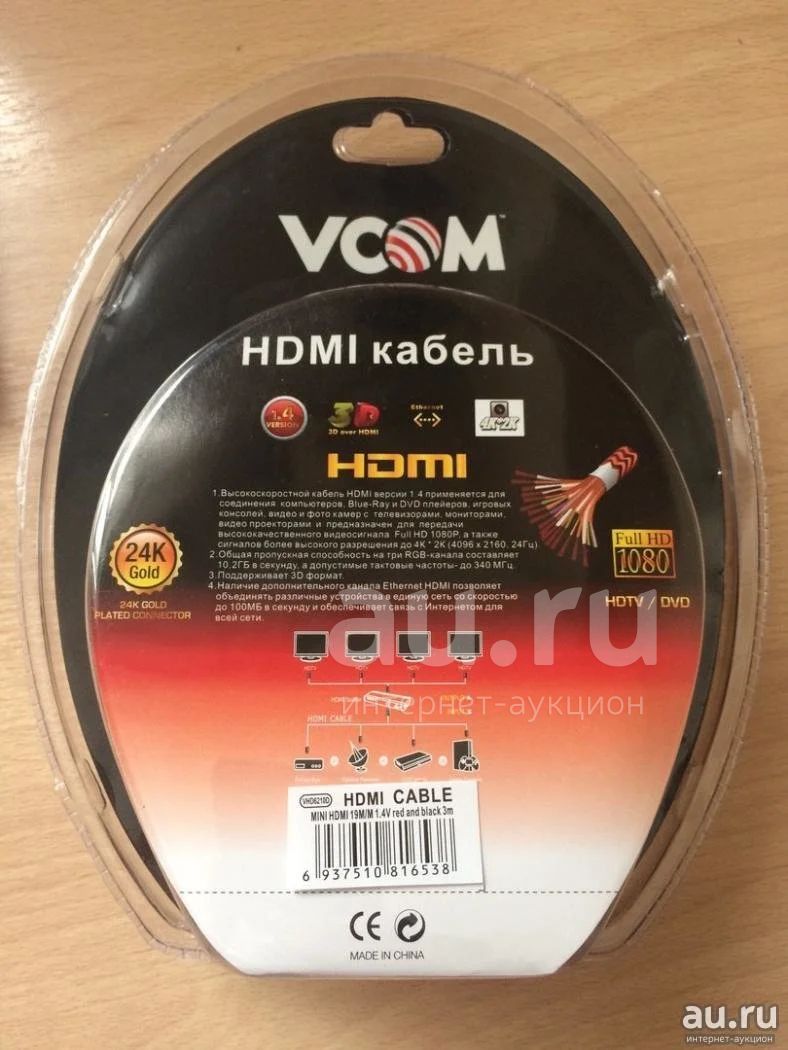 VCOM™
HDMI кабель
1.4
VERSION
3D
3D over HDMI
Ethernet
4K*2K
HDMI
1.Высокоскоростной кабель HDMI версии 1.4 применяется для
соединения компьютеров, Blue-Ray и DVD плейеров, игровых
консолей, видео и фото камер с телевизорами, мониторами,
видео проекторами и предназначен для передачи
высококачественного видеосигнала Full HD 1080P, а также
сигналов более высокого разрешения до 4K * 2K (4096 x 2160, 24Гц)
2.Общая пропускная способность на три RGB-канала составляет
10.2ГБ в секунду, а допустимые тактовые частоты- до 340 МГц.
3.Поддерживает 3D формат.
4.Наличие дополнительного канала Ethernet HDMI позволяет
объединять различные устройства в единую сеть со скоростью
до 100МБ в секунду и обеспечивает связь с Интернетом для
всей сети.
24K
Gold
24K GOLD
PLATED CONNECTOR
Full HD
1080
HDTV / DVD
au.ru
интернет-аукцион
HDTV
HDTV
HDTV
HDTV
HDMI CABLE
VHD6210D
HDMI CABLE
MINI HDMI 19M/M 1.4V red and black 3m
6 937510 816538
CE
MADE IN CHINA
au.ru
интернет-аукцион